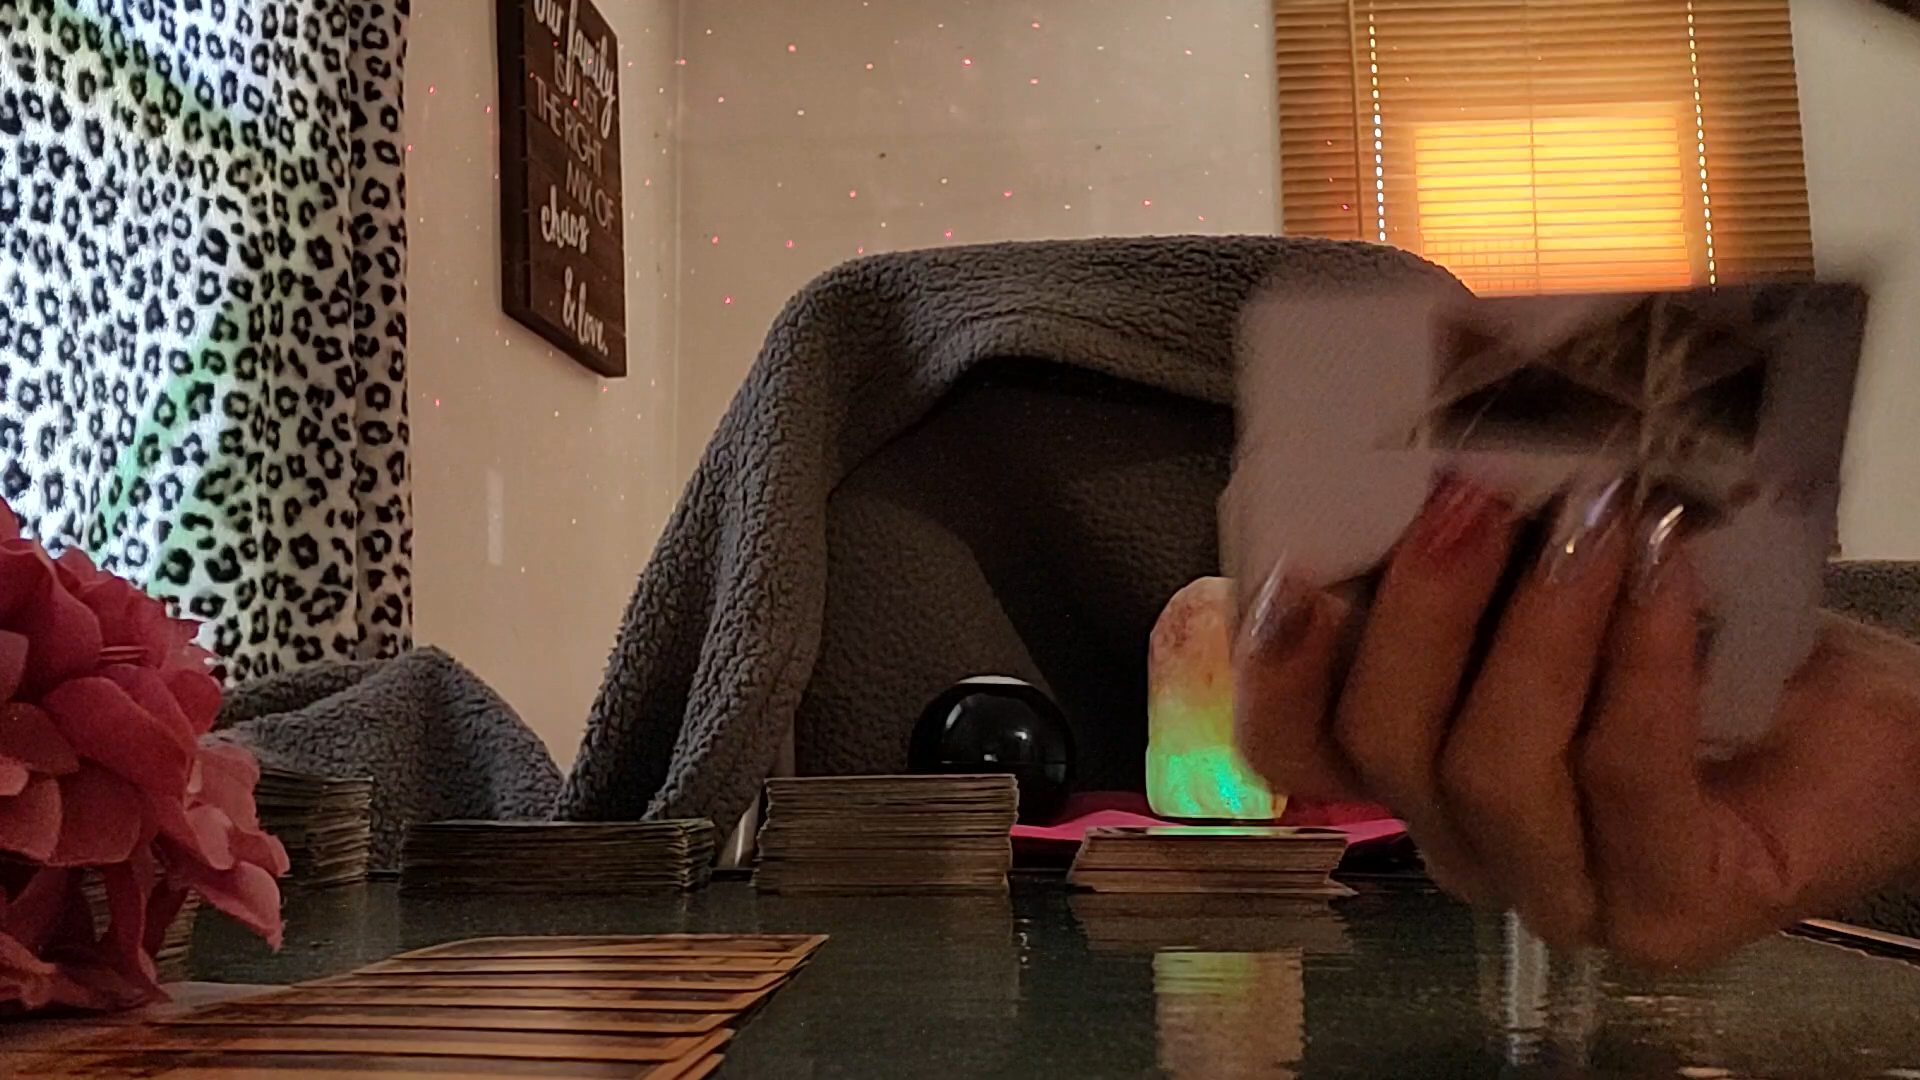 our family
IS JUST
THE RIGHT
MIX OF
chaos
& love.